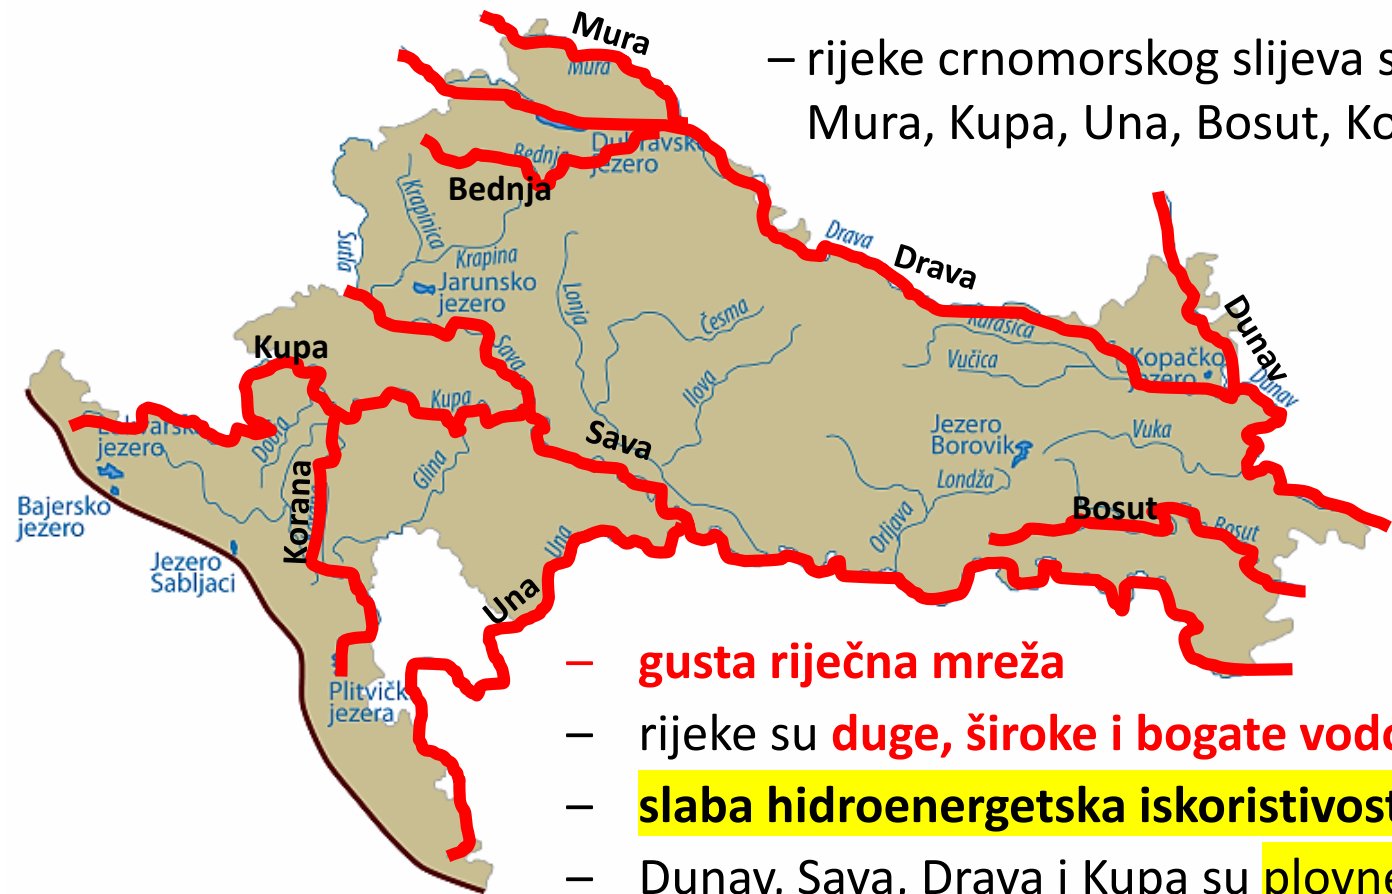 – rijeke crnomorskog slijeva s
Mura, Kupa, Una, Bosut, Ko
Mura
Mura
Dubravsko
jezero
Bednja
Bednja
Krapinica
Sutla
Krapina
Jarunsko
jezero
Lonja
Česma
Drava
Drava
Dunav
Dunav
Karašica
Vučica
Kopačko
jezero
Kupa
Sava
Kupa
Ilova
Dobra
jezero
Sava
Jezero
Borovik
Vuka
Londža
Bosut
Bosut
Glina
Korana
Orljava
Una
Una
Bajersko
jezero
Jezero
Sabljaci
Plitvičk
jezera
– gusta riječna mreža
– rijeke su duge, široke i bogate vodo
– slaba hidroenergetska iskoristivost
– Dunav, Sava, Drava i Kupa su plovne